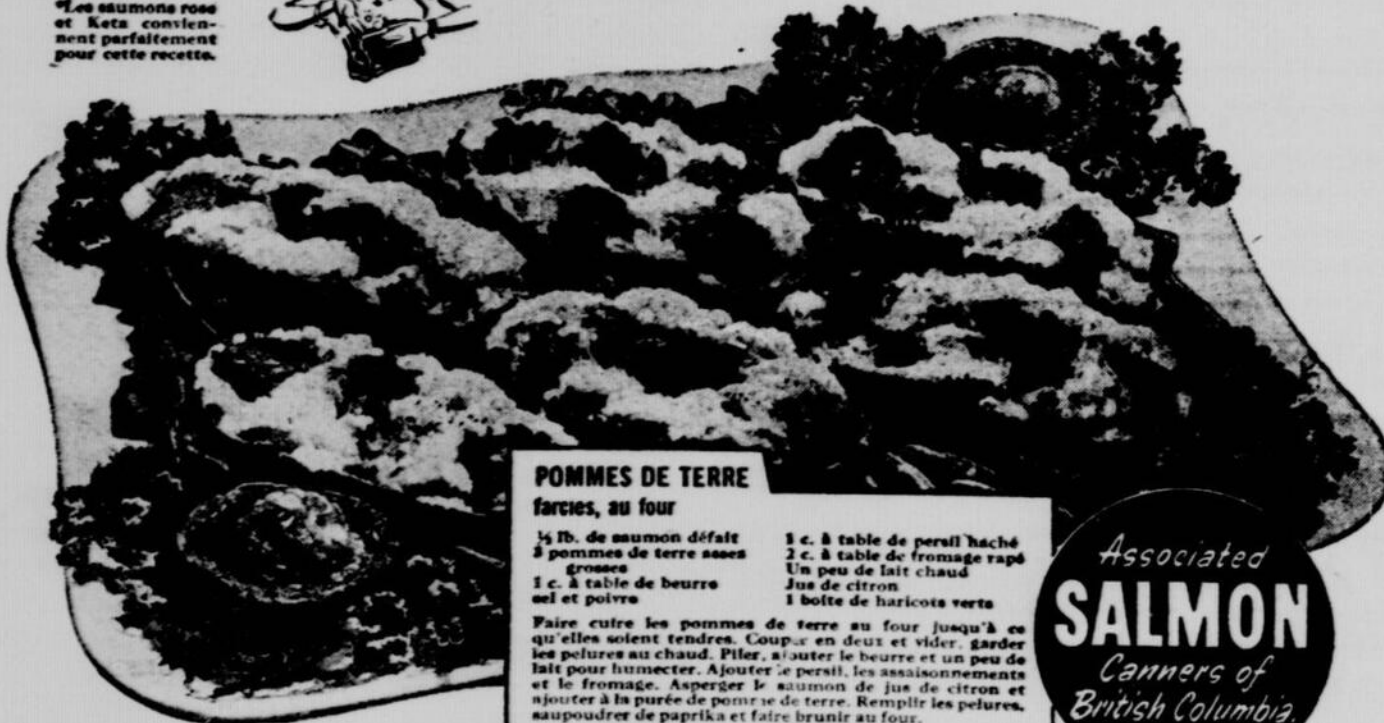 *Les saumons rose
et Keta convien-
nent parfaitement
pour cette recette.
POMMES DE TERRE
farcies, au four
½ lb. de saumon défait
3 pommes de terre assez
grosses
1 c. à table de beurre
sel et poivre
1 c. à table de persil haché
2 c. à table de fromage rapé
Un peu de lait chaud
Jus de citron
1 boîte de haricots verts
Faire cuire les pommes de terre au four jusqu'à ce
qu'elles soient tendres. Couper en deux et vider, garder
les pelures au chaud. Piler, ajouter le beurre et un peu de
lait pour humecter. Ajouter le persil, les assaisonnements
et le fromage. Asperger le saumon de jus de citron et
ajouter à la purée de pomme de terre. Remplir les pelures,
saupoudrer de paprika et faire brunir au four.
Associated
SALMON
Canners of
British Columbia